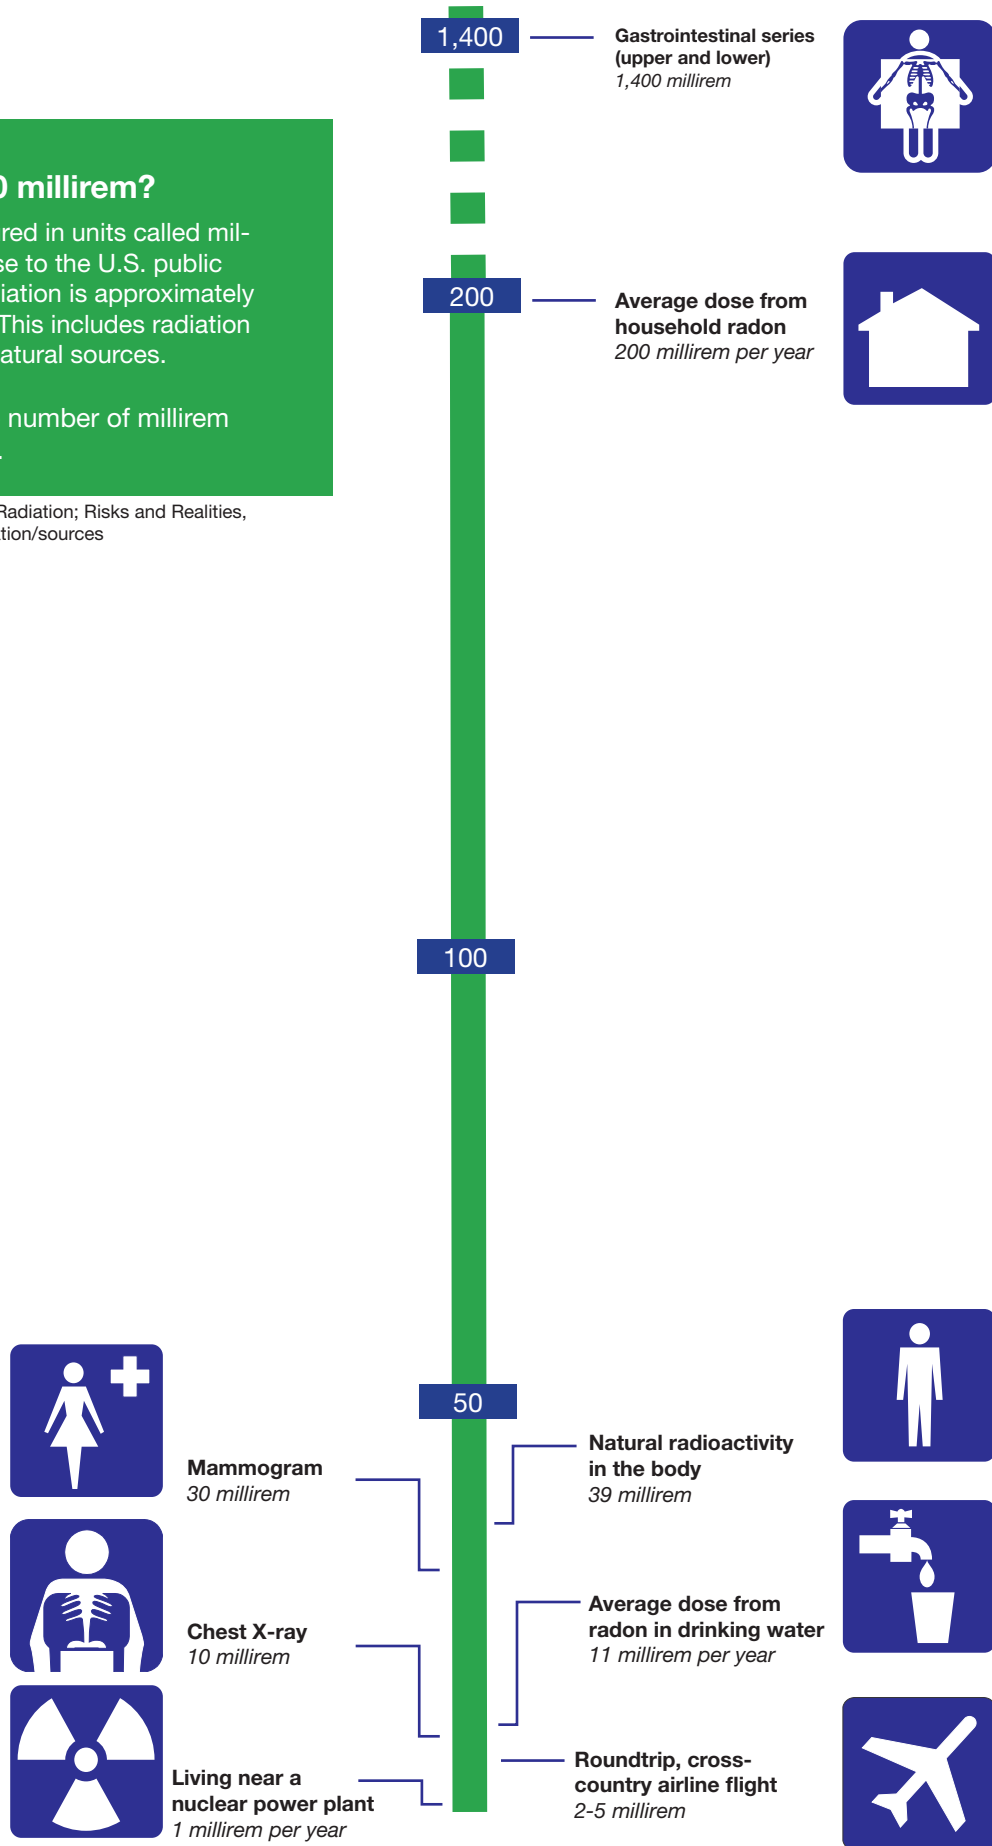 1,400
Gastrointestinal series
(upper and lower)
1,400 millirem
0 millirem?
red in units called mil-
se to the U.S. public
iation is approximately
This includes radiation
atural sources.
number of millirem
.
Radiation; Risks and Realities,
tion/sources
200
Average dose from
household radon
200 millirem per year
100
50
Mammogram
30 millirem
Natural radioactivity
in the body
39 millirem
Chest X-ray
10 millirem
Average dose from
radon in drinking water
11 millirem per year
Living near a
nuclear power plant
1 millirem per year
Roundtrip, cross-
country airline flight
2-5 millirem